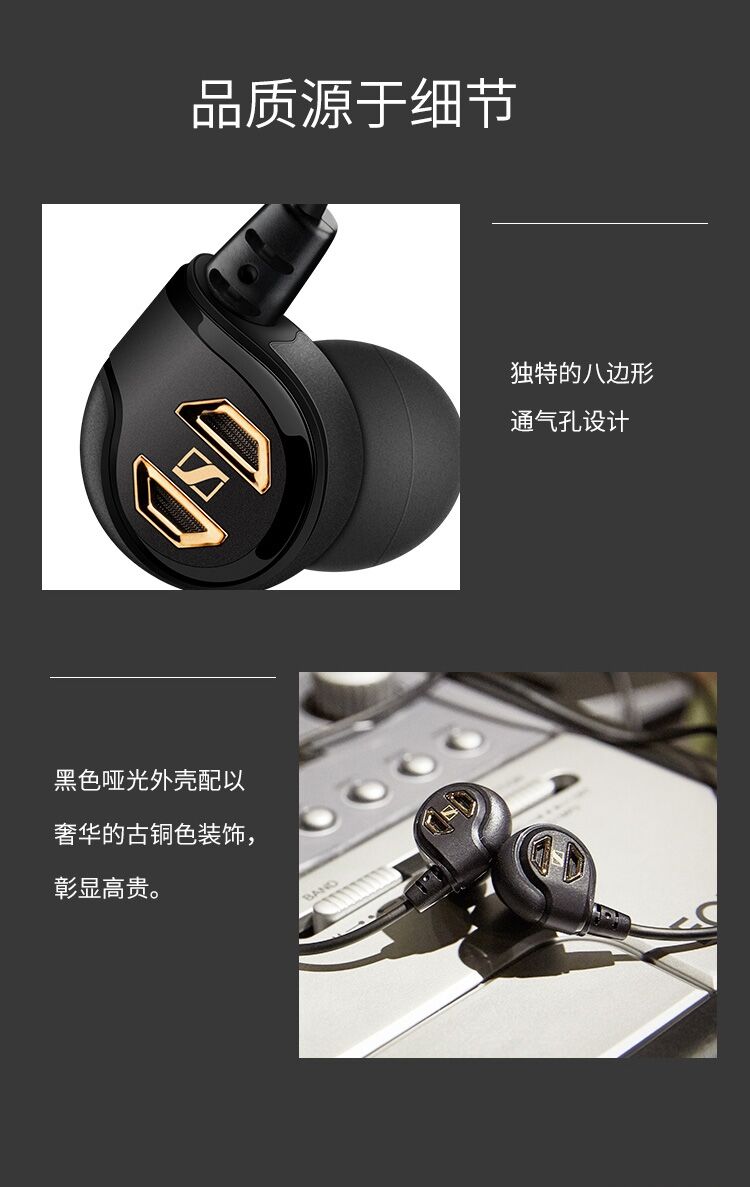 品质源于细节
独特的八边形
通气孔设计
黑色哑光外壳配以
奢华的古铜色装饰，
彰显高贵。
BAND